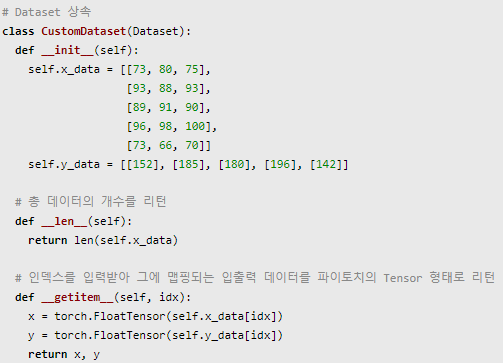 # Dataset 상속
class CustomDataset(Dataset):
  def __init__(self):
    self.x_data = [[73, 80, 75],
                   [93, 88, 93],
                   [89, 91, 90],
                   [96, 98, 100],
                   [73, 66, 70]]
    self.y_data = [[152], [185], [180], [196], [142]]

  # 총 데이터의 개수를 리턴
  def __len__(self):
    return len(self.x_data)

  # 인덱스를 입력받아 그에 맵핑되는 입출력 데이터를 파이토치의 Tensor 형태로 리턴
  def __getitem__(self, idx):
    x = torch.FloatTensor(self.x_data[idx])
    y = torch.FloatTensor(self.y_data[idx])
    return x, y